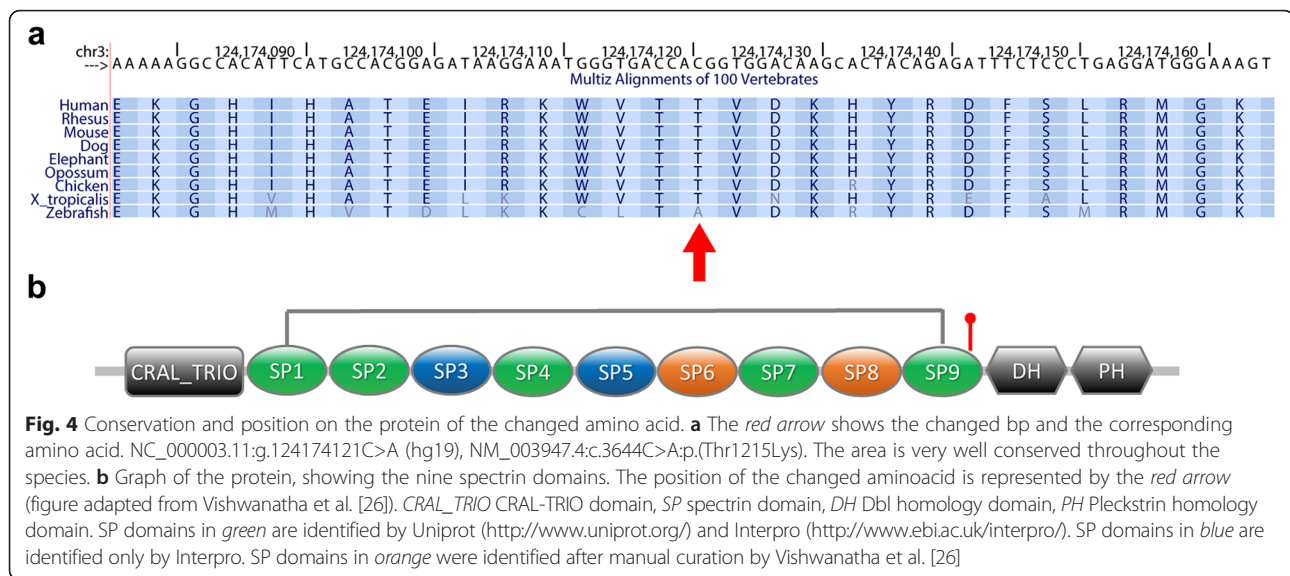 a
chr3: | 124,174,090 | 124,174,100 | 124,174,110 | 124,174,120 | 124,174,130 | 124,174,140 | 124,174,150 | 124,174,160 |
---> A A A A A G G C C A C A T T C A T G C C A C G G A G A T A A G G A A A T G G G T G A C C A C G G T G G A C A A G C A C T A C A G A G A T T T C T C C C T G A G G A T G G G A A A G T
Multiz Alignments of 100 Vertebrates
Human E K G H I H A T E I R K W V T T V D K H Y R D F S L R M G K
Rhesus E K G H I H A T E I R K W V T T V D K H Y R D F S L R M G K
Mouse E K G H I H A T E I R K W V T T V D K H Y R D F S L R M G K
Dog E K G H I H A T E I R K W V T T V D K H Y R D F S L R M G K
Elephant E K G H I H A T E I R K W V T T V D K H Y R D F S L R M G K
Opossum E K G H I H A T E I R K W V T T V D K H Y R D F S L R M G K
Chicken E K G H I H A T E I R K W V T T V D K R Y R D F S L R M G K
X_tropicalis E K G H V H A T E L K K W V T T V N K H Y R E F A L R M G K
Zebrafish E K G H M H V T D L K K C L T A V D K R Y R D F S M R M G K
b
CRAL_TRIO SP1 SP2 SP3 SP4 SP5 SP6 SP7 SP8 SP9 DH PH
Fig. 4 Conservation and position on the protein of the changed amino acid. a The red arrow shows the changed bp and the corresponding
amino acid. NC_000003.11:g.124174121C>A (hg19), NM_003947.4:c.3644C>A:p.(Thr1215Lys). The area is very well conserved throughout the
species. b Graph of the protein, showing the nine spectrin domains. The position of the changed aminoacid is represented by the red arrow
(figure adapted from Vishwanatha et al. [26]). CRAL_TRIO CRAL-TRIO domain, SP spectrin domain, DH Dbl homology domain, PH Pleckstrin homology
domain. SP domains in green are identified by Uniprot (http://www.uniprot.org/) and Interpro (http://www.ebi.ac.uk/interpro/). SP domains in blue are
identified only by Interpro. SP domains in orange were identified after manual curation by Vishwanatha et al. [26]